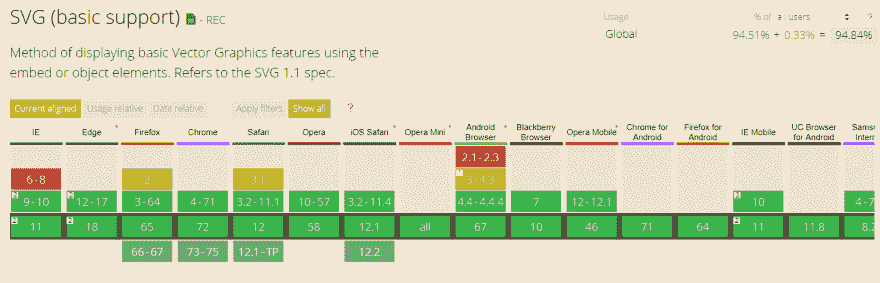 SVG (basic support) - REC
Usage % of all users ?
Global 94.51% + 0.33% = 94.84%
Method of displaying basic Vector Graphics features using the
embed or object elements. Refers to the SVG 1.1 spec.
Current aligned Usage relative Date relative Apply filters Show all ?
IE Edge * Firefox Chrome Safari Opera iOS Safari * Opera Mini * Android Browser * Blackberry Browser Opera Mobile * Chrome for Android Firefox for Android IE Mobile UC Browser for Android
2.1-2.3
6-8 2 3.1 3-4.3
9-10 12-17 3-64 4-71 3.2-11.1 10-57 3.2-11.4 4.4-4.4.4 7 12-12.1 10
11 18 65 72 12 58 12.1 all 67 10 46 71 64 11 11.8
66-67 73-75 12.1-TP 12.2